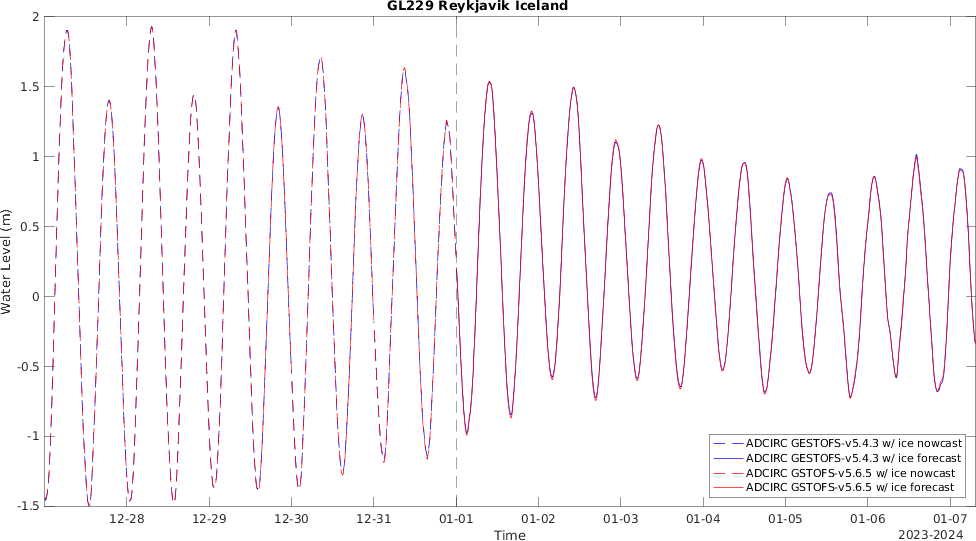 GL229 Reykjavik Iceland
2
1.5
1
0.5
0
-0.5
-1
-1.5
Water Level (m)
ADCIRC GESTOFS-v5.4.3 w/ ice nowcast
ADCIRC GESTOFS-v5.4.3 w/ ice forecast
ADCIRC GSTOFS-v5.6.5 w/ ice nowcast
ADCIRC GSTOFS-v5.6.5 w/ ice forecast
12-28 12-29 12-30 12-31 01-01 01-02 01-03 01-04 01-05 01-06 01-07
Time
2023-2024